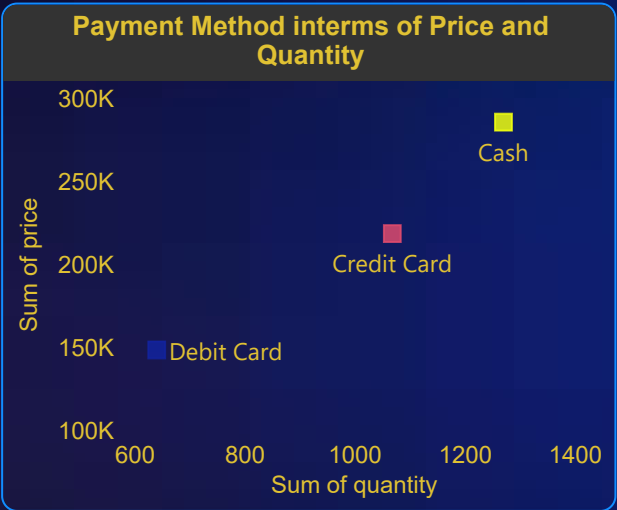 Payment Method interms of Price and
Quantity
300K
Cash
250K
Sum of price
200K
Credit Card
150K
Debit Card
100K
600 800 1000 1200 1400
Sum of quantity